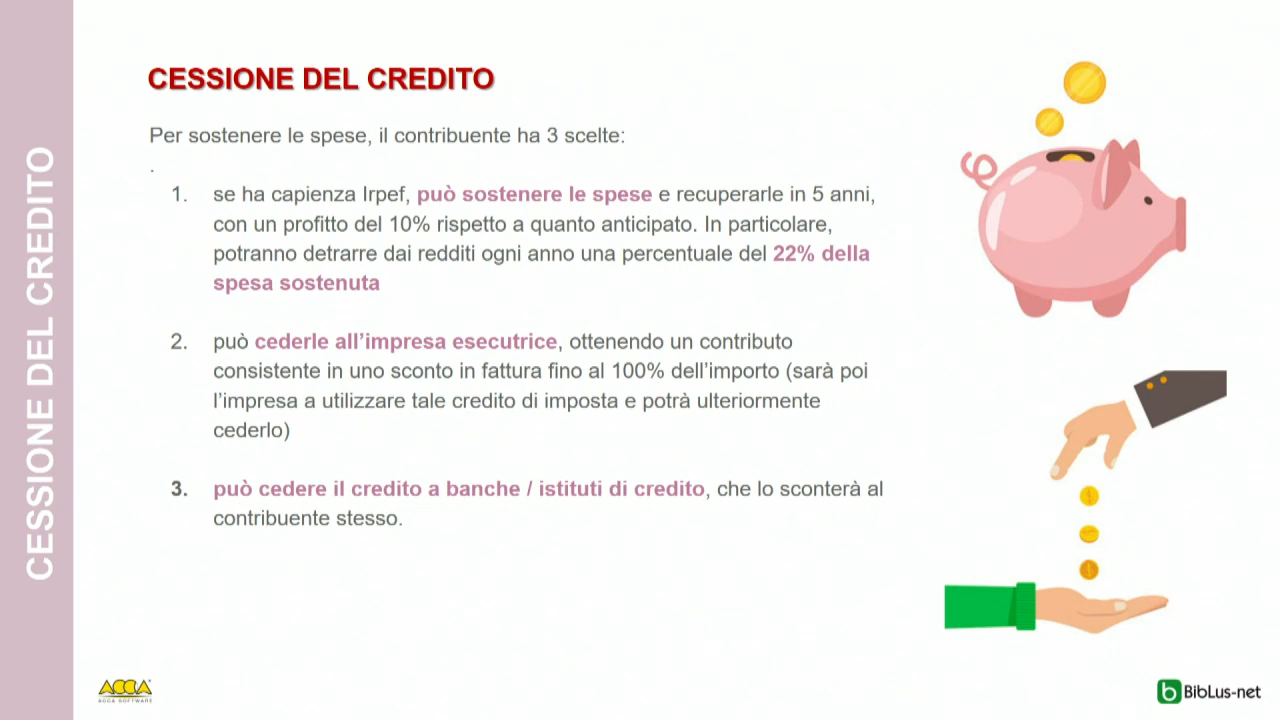 CESSIONE DEL CREDITO
CESSIONE DEL CREDITO
Per sostenere le spese, il contribuente ha 3 scelte:
.
1. se ha capienza Irpef, può sostenere le spese e recuperarle in 5 anni,
con un profitto del 10% rispetto a quanto anticipato. In particolare,
potranno detrarre dai redditi ogni anno una percentuale del 22% della
spesa sostenuta
2. può cederle all’impresa esecutrice, ottenendo un contributo
consistente in uno sconto in fattura fino al 100% dell’importo (sarà poi
l’impresa a utilizzare tale credito di imposta e potrà ulteriormente
cederlo)
3. può cedere il credito a banche / istituti di credito, che lo sconterà al
contribuente stesso.
ACCA
ACCA SOFTWARE
b BibLus-net